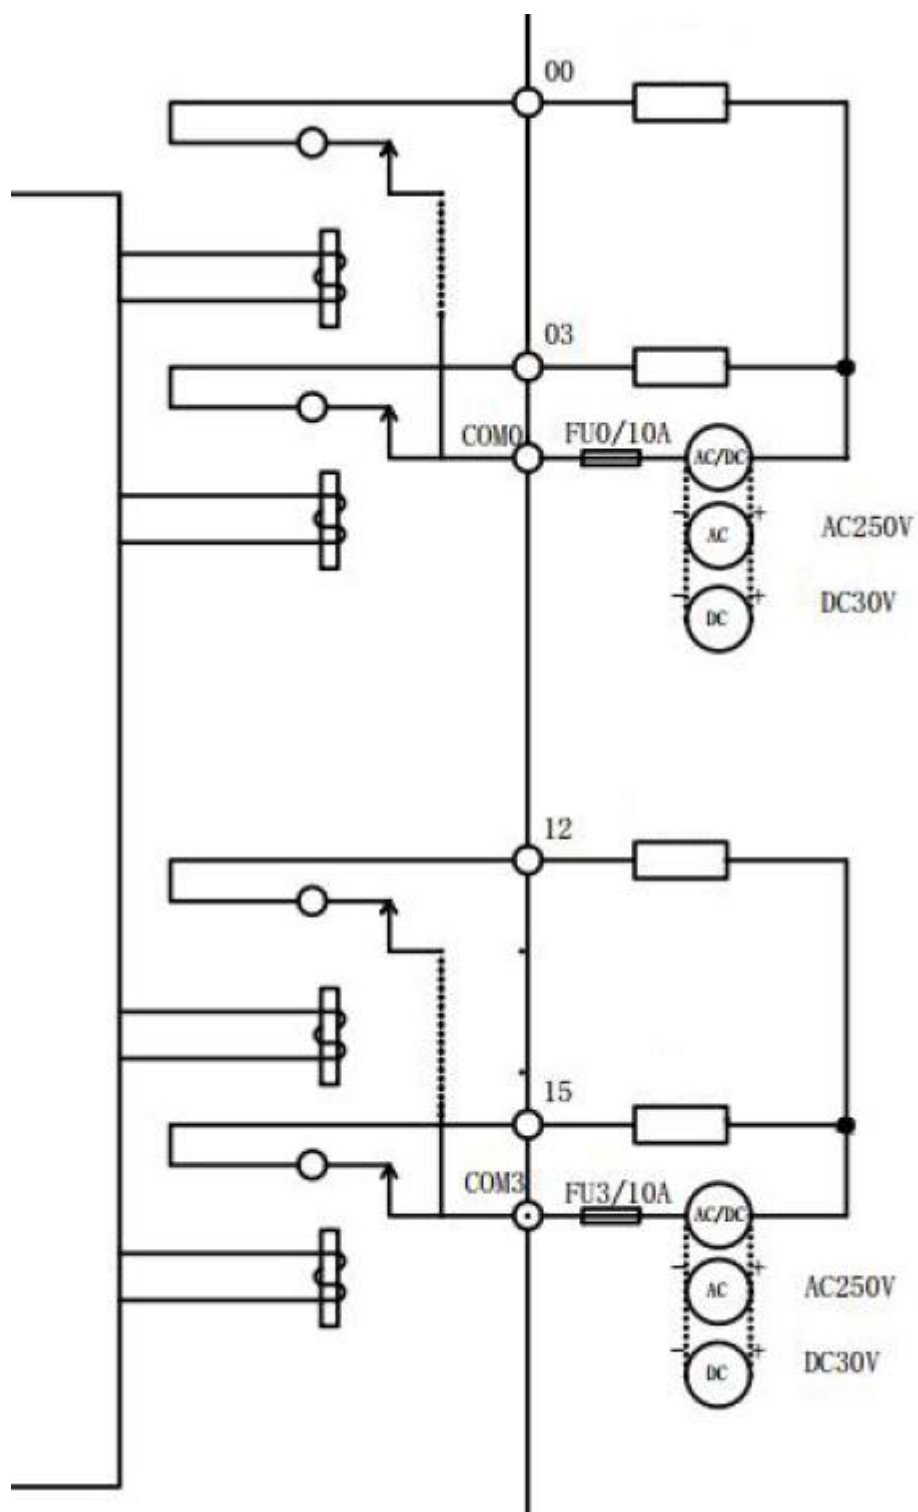 00
03
COM0 FU0/10A AC/DC
- + AC AC250V
- + DC DC30V
12
15
COM3 FU3/10A AC/DC
- + AC AC250V
- + DC DC30V